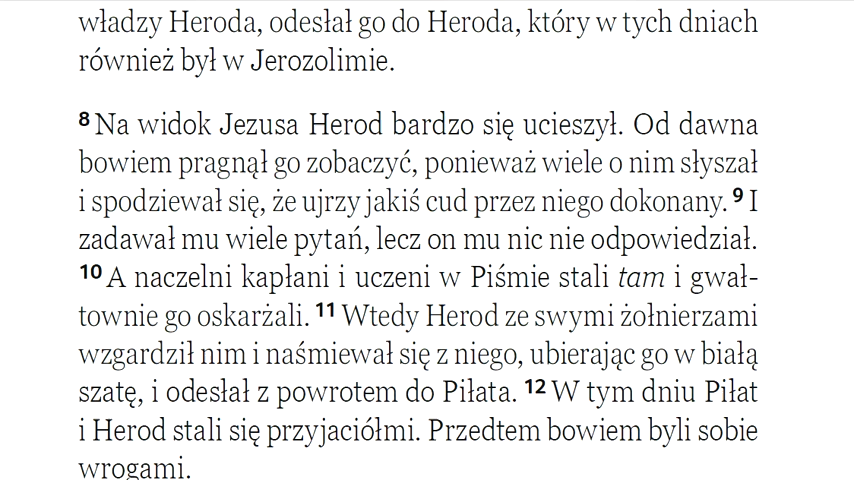 władzy Heroda, odesłał go do Heroda, który w tych dniach
również był w Jerozolimie.
8 Na widok Jezusa Herod bardzo się ucieszył. Od dawna
bowiem pragnął go zobaczyć, ponieważ wiele o nim słyszał
i spodziewał się, że ujrzy jakiś cud przez niego dokonany. 9 I
zadawał mu wiele pytań, lecz on mu nic nie odpowiedział.
10 A naczelni kapłani i uczeni w Piśmie stali tam i gwał-
townie go oskarżali. 11 Wtedy Herod ze swymi żołnierzami
wzgardził nim i naśmiewał się z niego, ubierając go w białą
szatę, i odesłał z powrotem do Piłata. 12 W tym dniu Piłat
i Herod stali się przyjaciółmi. Przedtem bowiem byli sobie
wrogami.